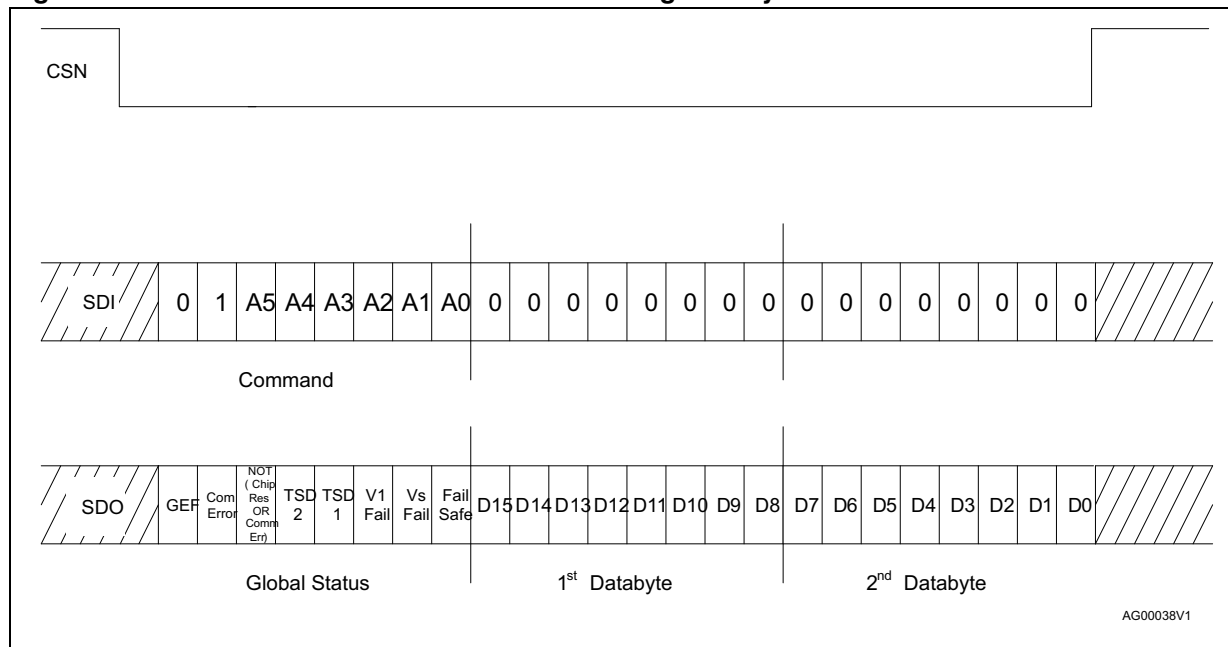 CSN
SDI 0 1 A5 A4 A3 A2 A1 A0 0 0 0 0 0 0 0 0 0 0 0 0 0 0 0 0
Command
SDO GEF Com Error NOT ( Chip Res OR Comm Err) TSD 2 TSD 1 V1 Fail Vs Fail Fail Safe D15 D14 D13 D12 D11 D10 D9 D8 D7 D6 D5 D4 D3 D2 D1 D0
Global Status 1st Databyte 2nd Databyte
AG00038V1